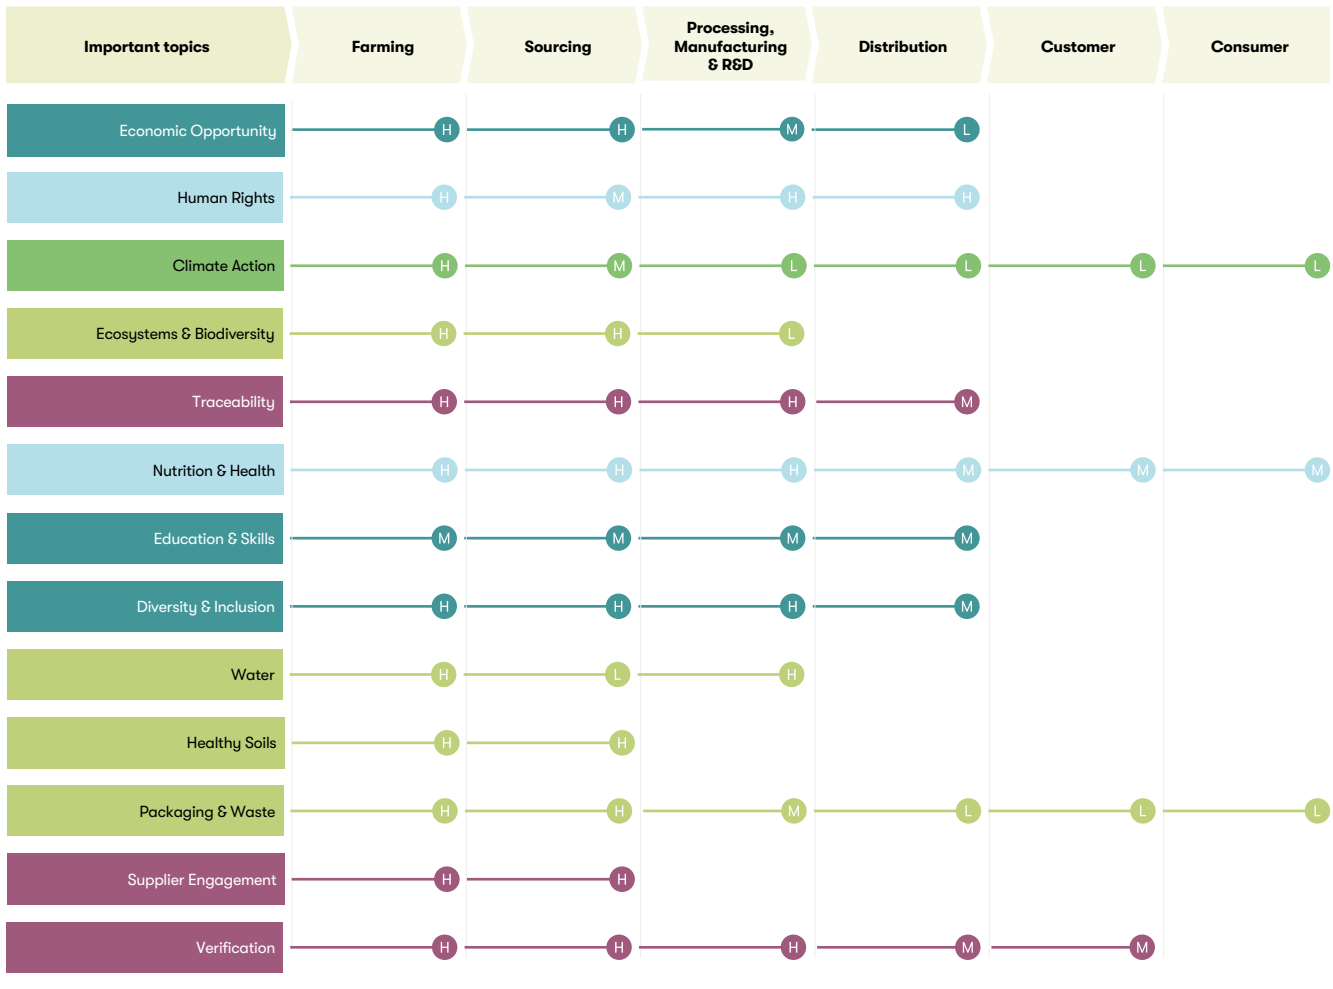 Important topics
Farming
Sourcing
Processing,
Manufacturing
& R&D
Distribution
Customer
Consumer
Economic Opportunity H H M L
Human Rights H M H H
Climate Action H M L L L L
Ecosystems & Biodiversity H H L
Traceability H H H M
Nutrition & Health H H H M M M
Education & Skills M M M M
Diversity & Inclusion H H H M
Water H L H
Healthy Soils H H
Packaging & Waste H H M L L L
Supplier Engagement H H
Verification H H H M M